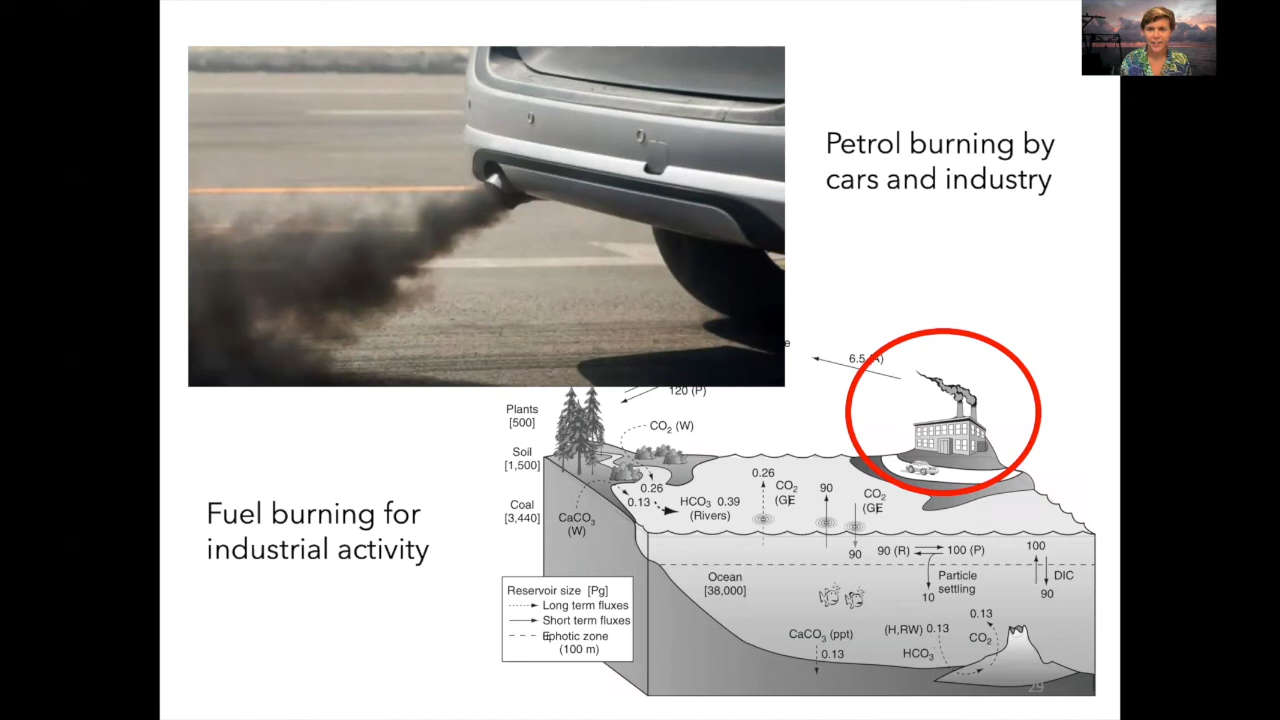 Petrol burning by
cars and industry
e
6.5 (A)
120 (P)
Plants
[500]
CO₂ (W)
Soil
[1,500]
0.26
0.13
Coal
[3,440]
CaCO₃
(W)
HCO₃ 0.39
(Rivers)
0.26
CO₂
(GE
90
CO₂
(GE
90
90 (R)
100 (P)
100
DIC
90
Particle
settling
10
Ocean
[38,000]
Fuel burning for
industrial activity
Reservoir size [Pg]
Long term fluxes
Short term fluxes
Ephotic zone
(100 m)
CaCO₃ (ppt)
0.13
(H,RW) 0.13
HCO₃
0.13
CO₂
29